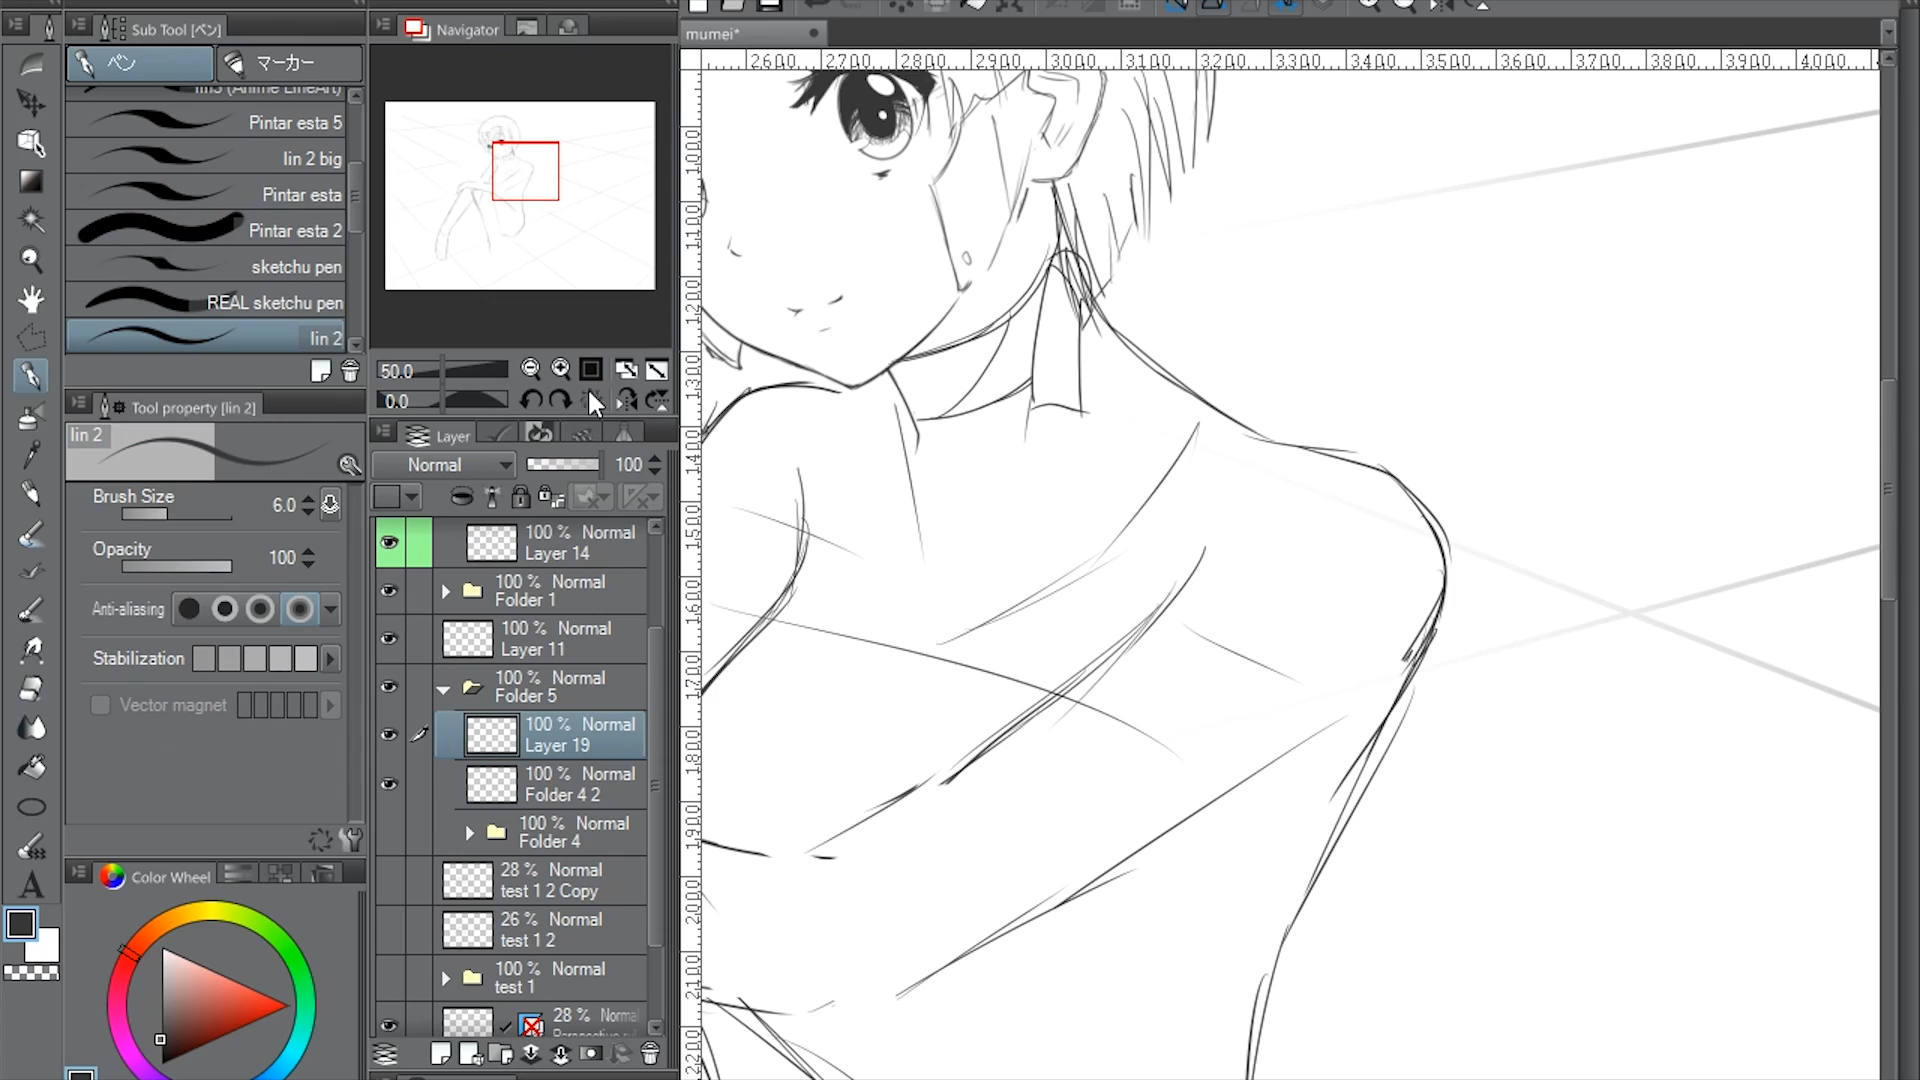 Sub Tool [ペン]
ペン
マーカー
lin3 (Anime LineArt)
Pintar esta 5
lin 2 big
Pintar esta
Pintar esta 2
sketchu pen
REAL sketchu pen
lin 2
Tool property [lin 2]
lin 2
Brush Size
6.0
Opacity
100
Anti-aliasing
Stabilization
Vector magnet
Color Wheel
Navigator
50.0
0.0
Layer
Normal
100
100 % Normal
Layer 14
100 % Normal
Folder 1
100 % Normal
Layer 11
100 % Normal
Folder 5
100 % Normal
Layer 19
100 % Normal
Folder 4 2
100 % Normal
Folder 4
28 % Normal
test 1 2 Copy
26 % Normal
test 1 2
100 % Normal
test 1
28 % Normal
mumei*
2600 2700 2800 2900 3000 3100 3200 3300 3400 3500 3600 3700 3800 3900 4000
1000
1100
1200
1300
1400
1500
1600
1700
1800
1900
2000
2100
2200
A